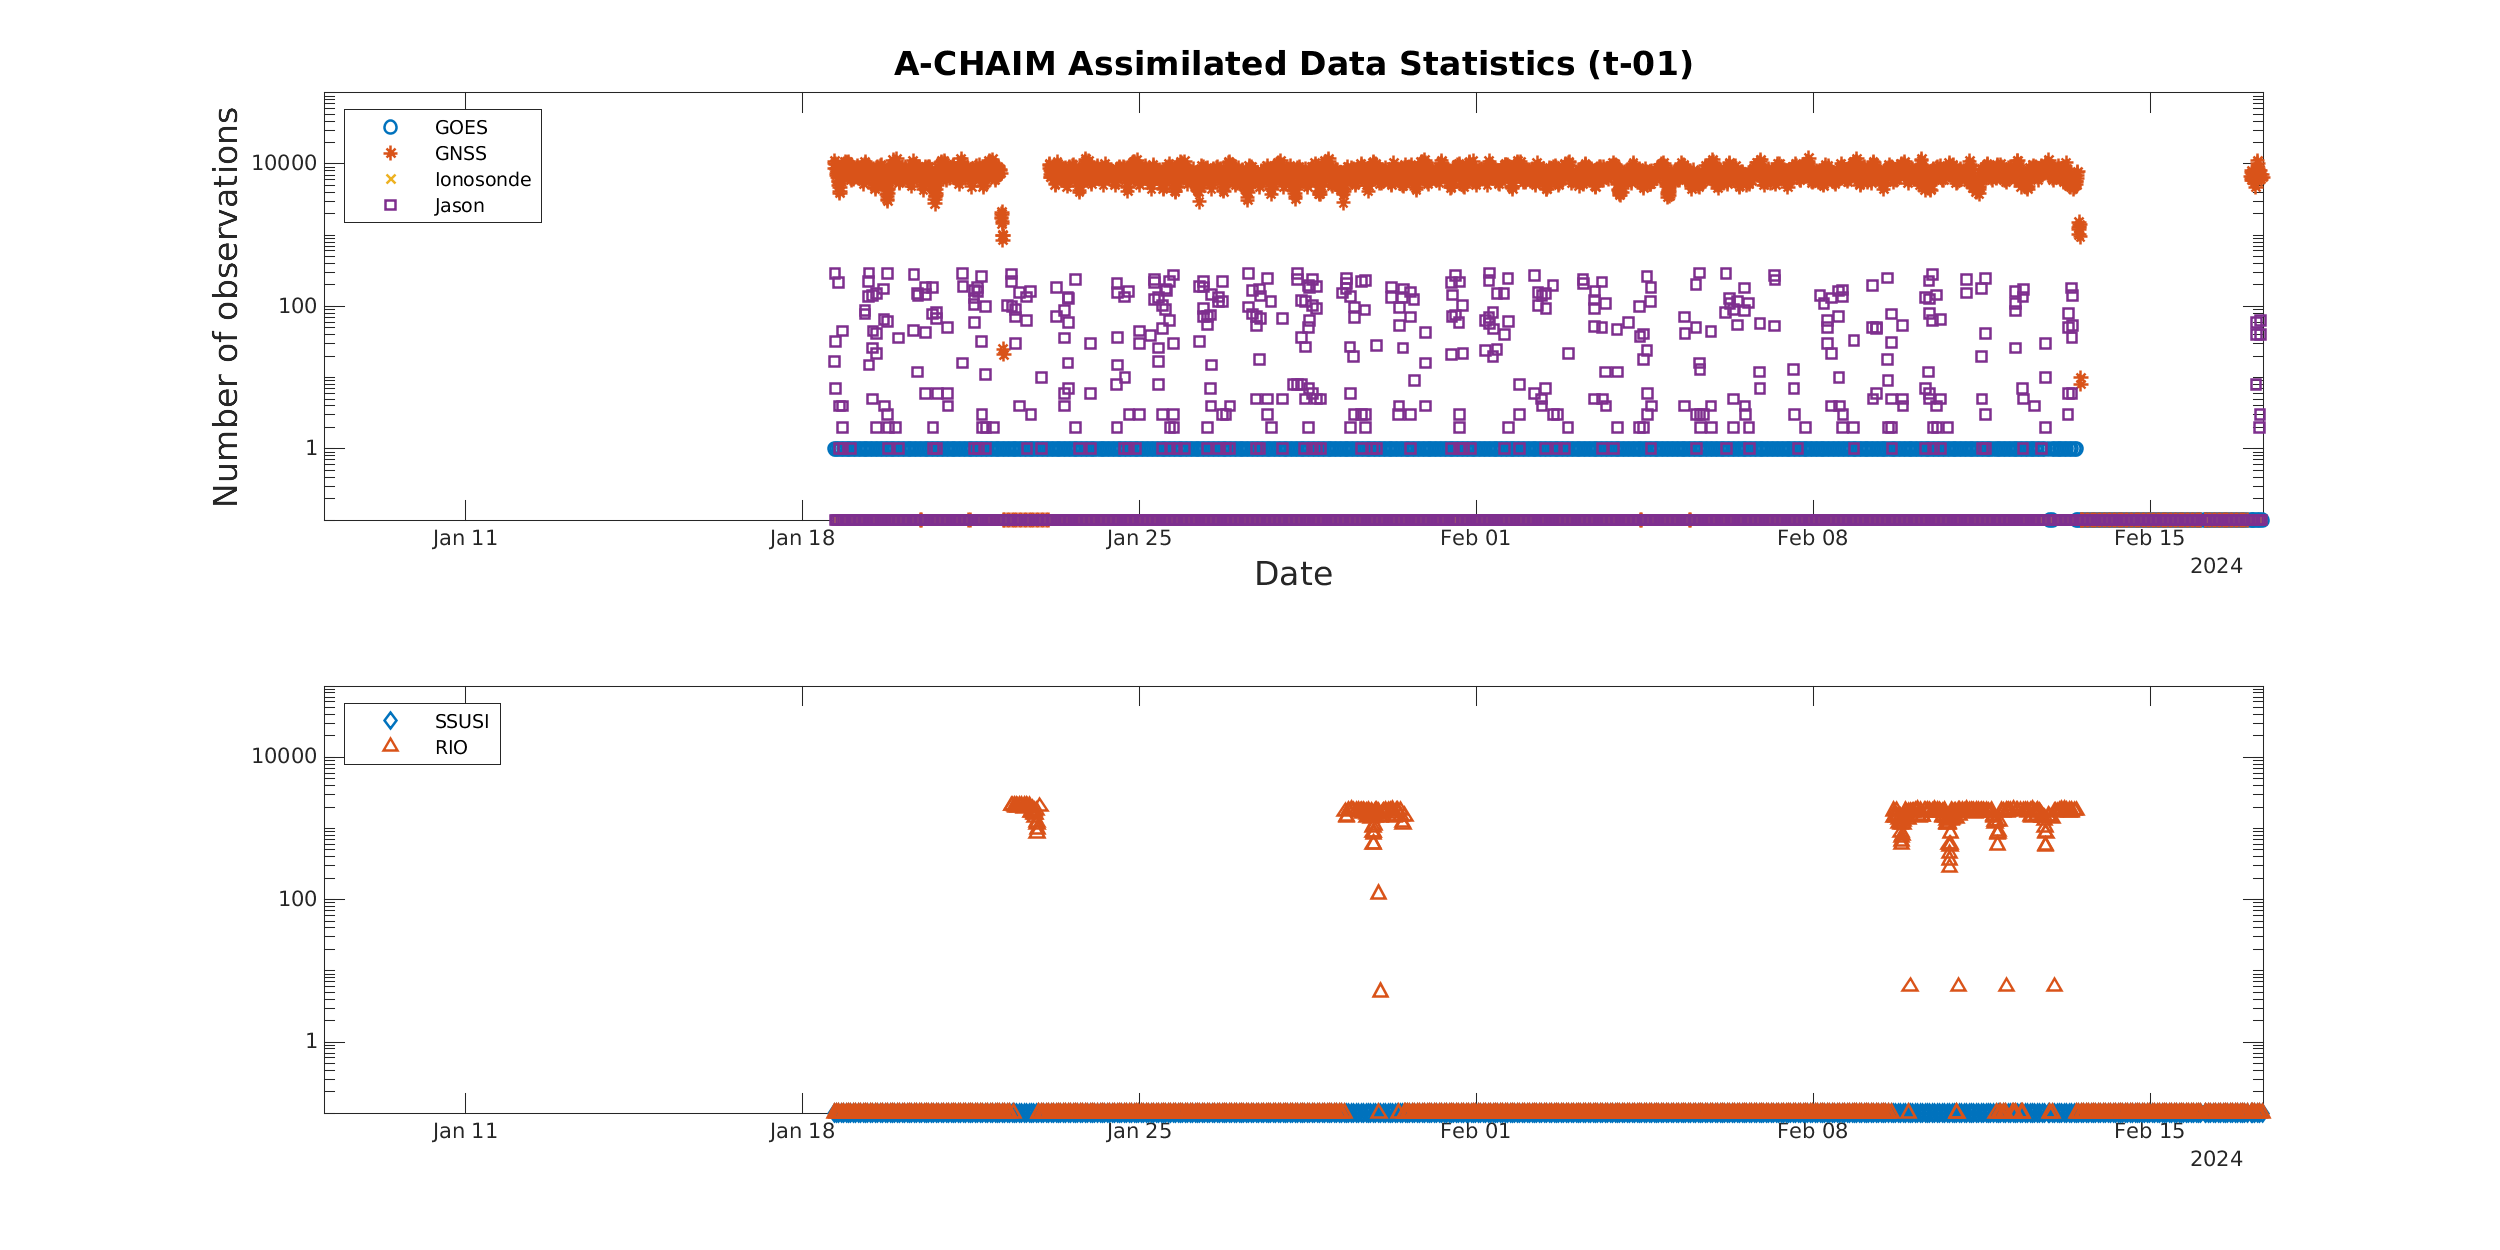 A-CHAIM Assimilated Data Statistics (t-01)
Number of observations
10000
100
1
GOES
GNSS
Ionosonde
Jason
Jan 11
Jan 18
Jan 25
Feb 01
Feb 08
Feb 15
2024
Date
10000
100
1
SSUSI
RIO
Jan 11
Jan 18
Jan 25
Feb 01
Feb 08
Feb 15
2024